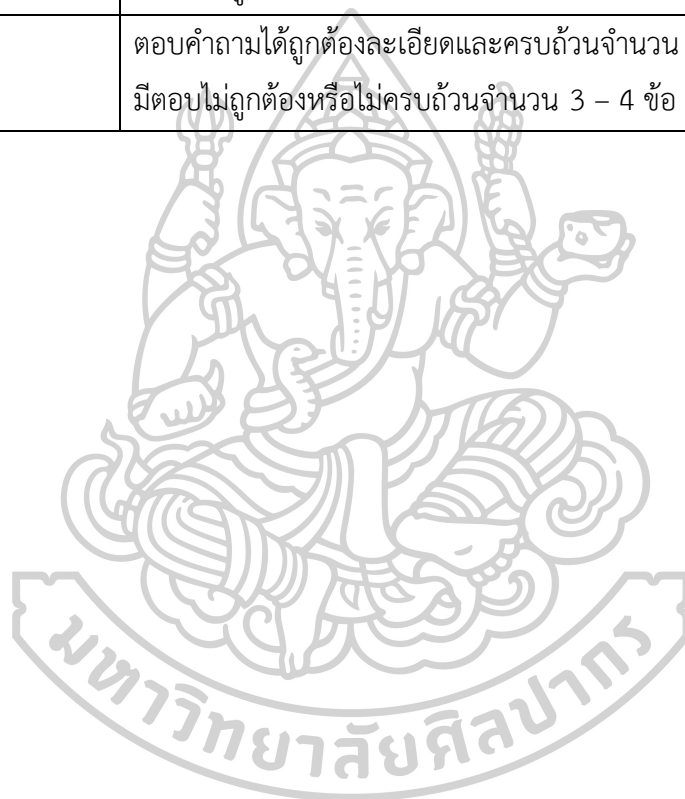 ตอบคำถามได้ถูกต้องละเอียดและครบถ้วนจำนวน
มีตอบไม่ถูกต้องหรือไม่ครบถ้วนจำนวน 3 – 4 ข้อ
มหาวิทยาลัยศิลปากร